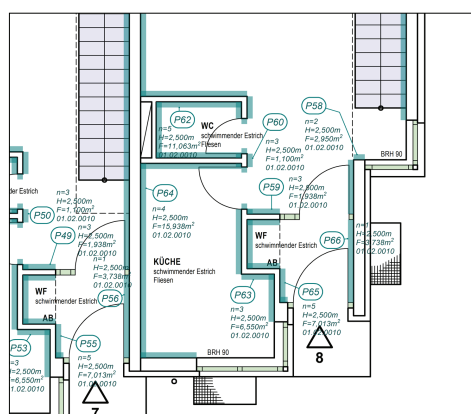 P62
n=5
H=2,500m
F=11,063m²
01.02.0010
WC
schwimmender Estrich
Fliesen
P58
n=2
H=2,500m
F=2,950m²
01.02.0010
BRH 90
P60
n=3
H=2,500m
F=1,100m²
01.02.0010
P64
n=4
H=2,500m
F=15,938m²
01.02.0010
P59
n=3
H=2,500m
F=1,938m²
01.02.0010
der Estrich
n=3
H=2,500m
F=1,100m²
01.02.0010
P50
P49
n=3
H=2,500m
F=1,938m²
01.02.0010
H=2,500m
F=3,738m²
01.02.0010
P56
WF
schwimmender Estrich
AB
KÜCHE
schwimmender Estrich
Fliesen
WF
schwimmender Estrich
AB
P66
H=2,500m
F=3,738m²
01.02.0010
P63
n=3
H=2,500m
F=6,550m²
01.02.0010
P65
n=5
H=2,500m
F=7,013m²
01.02.0010
P53
n=3
H=2,500m
F=6,550m²
01.02.0010
P55
n=5
H=2,500m
F=7,013m²
01.02.0010
BRH 90
8
7